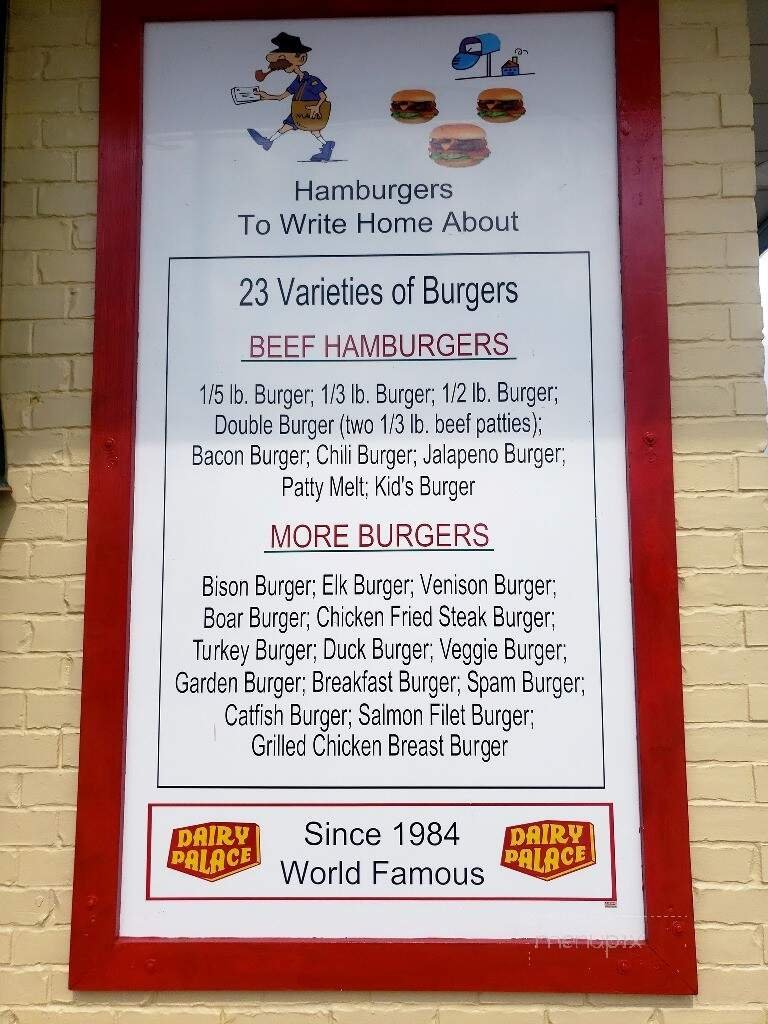 Hamburgers
To Write Home About
23 Varieties of Burgers
BEEF HAMBURGERS
1/5 lb. Burger; 1/3 lb. Burger; 1/2 lb. Burger;
Double Burger (two 1/3 lb. beef patties);
Bacon Burger; Chili Burger; Jalapeno Burger;
Patty Melt; Kid's Burger
MORE BURGERS
Bison Burger; Elk Burger; Venison Burger;
Boar Burger; Chicken Fried Steak Burger;
Turkey Burger; Duck Burger; Veggie Burger;
Garden Burger; Breakfast Burger; Spam Burger;
Catfish Burger; Salmon Filet Burger;
Grilled Chicken Breast Burger
DAIRY
PALACE
Since 1984
World Famous
DAIRY
PALACE
menupix